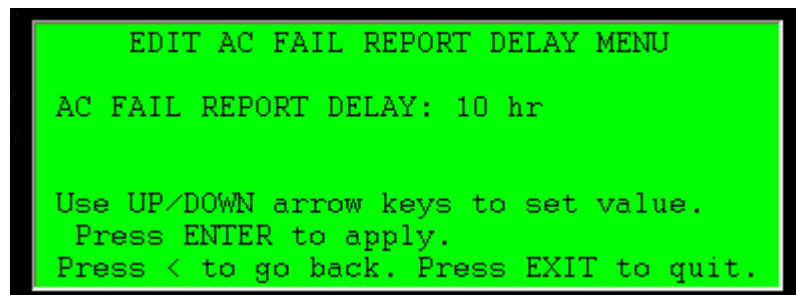 EDIT AC FAIL REPORT DELAY MENU
AC FAIL REPORT DELAY: 10 hr
Use UP/DOWN arrow keys to set value.
Press ENTER to apply.
Press < to go back. Press EXIT to quit.